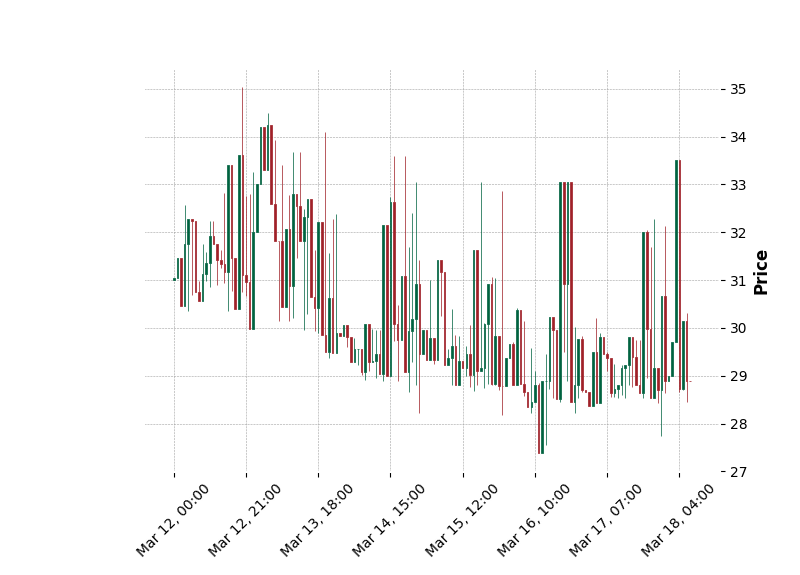 35
34
33
32
31
30
29
28
27
Price
Mar 12, 00:00
Mar 12, 21:00
Mar 13, 18:00
Mar 14, 15:00
Mar 15, 12:00
Mar 16, 10:00
Mar 17, 07:00
Mar 18, 04:00